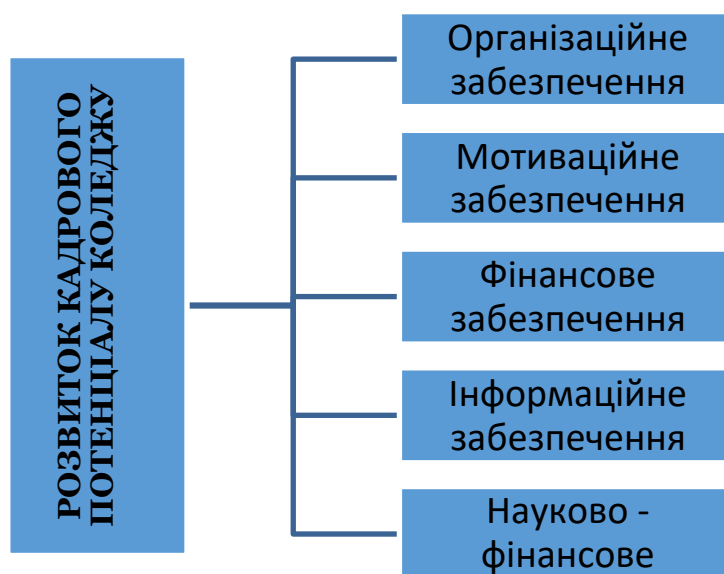 РОЗВИТОК КАДРОВОГО
ПОТЕНЦІАЛУ КОЛЕДЖУ
Організаційне
забезпечення
Мотиваційне
забезпечення
Фінансове
забезпечення
Інформаційне
забезпечення
Науково -
фінансове